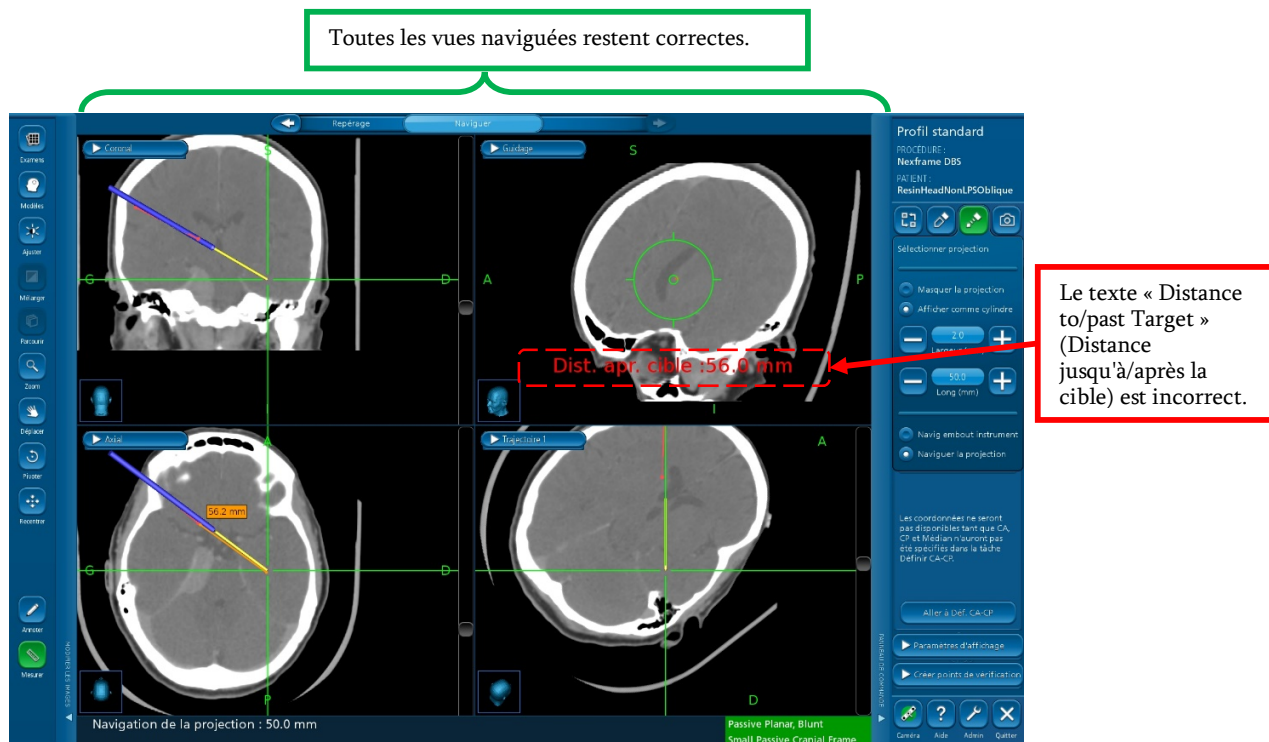 Toutes les vues naviguées restent correctes.
Repérage
Naviguer
Examens
Modèles
Ajuster
Mélanger
Parcourir
Zoom
Déplacer
Pivoter
Recentrer
Annoter
Mesurer
MODIFIER LES IMAGES
Coronal
S
G
D
Guidage
S
A
P
I
Dist. apr. cible :56.0 mm
Axial
A
56.2 mm
G
D
P
Trajectoire 1
A
D
Navigation de la projection : 50.0 mm
Passive Planar, Blunt
Small Passive Cranial Frame
Profil standard
PROCÉDURE :
Nexframe DBS
PATIENT :
ResinHeadNonLPSOblique
Sélectionner projection
Masquer la projection
Afficher comme cylindre
2.0
50.0
Long (mm)
Navig embout instrument
Naviguer la projection
Les coordonnées ne seront
pas disponibles tant que CA,
CP et Médian n'auront pas
été spécifiés dans la tâche
Définir CA-CP.
Aller à Déf. CA-CP
Paramètres d'affichage
Créer points de vérification
Caméra
Aide
Admin
Quitter
Le texte « Distance
to/past Target »
(Distance
jusqu'à/après la
cible) est incorrect.